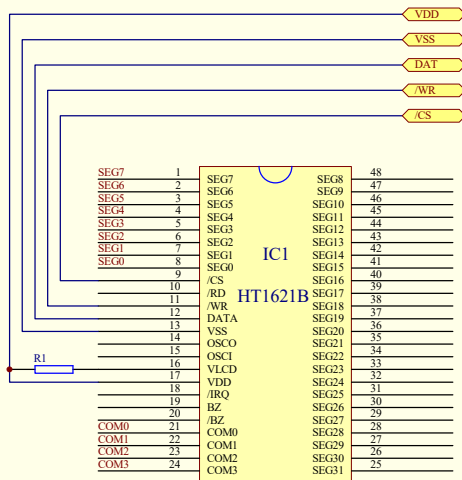 VDD
VSS
DAT
/WR
/CS
SEG7 1 SEG7 SEG8 48
SEG6 2 SEG6 SEG9 47
SEG5 3 SEG5 SEG10 46
SEG4 4 SEG4 SEG11 45
SEG3 5 SEG3 SEG12 44
SEG2 6 SEG2 SEG13 43
SEG1 7 SEG1 IC1 SEG14 42
SEG0 8 SEG0 SEG15 41
9 /CS SEG16 40
10 /RD HT1621B SEG17 39
11 /WR SEG18 38
12 DATA SEG19 37
13 VSS SEG20 36
14 OSCO SEG21 35
15 OSCI SEG22 34
R1 16 VLCD SEG23 33
17 VDD SEG24 32
18 /IRQ SEG25 31
19 BZ SEG26 30
20 /BZ SEG27 29
COM0 21 COM0 SEG28 28
COM1 22 COM1 SEG29 27
COM2 23 COM2 SEG30 26
COM3 24 COM3 SEG31 25